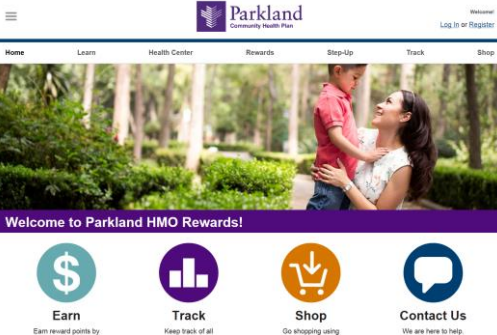 Parkland
Community Health Plan
Welcome!
Log In or Register
Home Learn Health Center Rewards Step-Up Track Shop
Welcome to Parkland HMO Rewards!
Earn Track Shop Contact Us
Earn reward points by Keep track of all Go shopping using We are here to help.